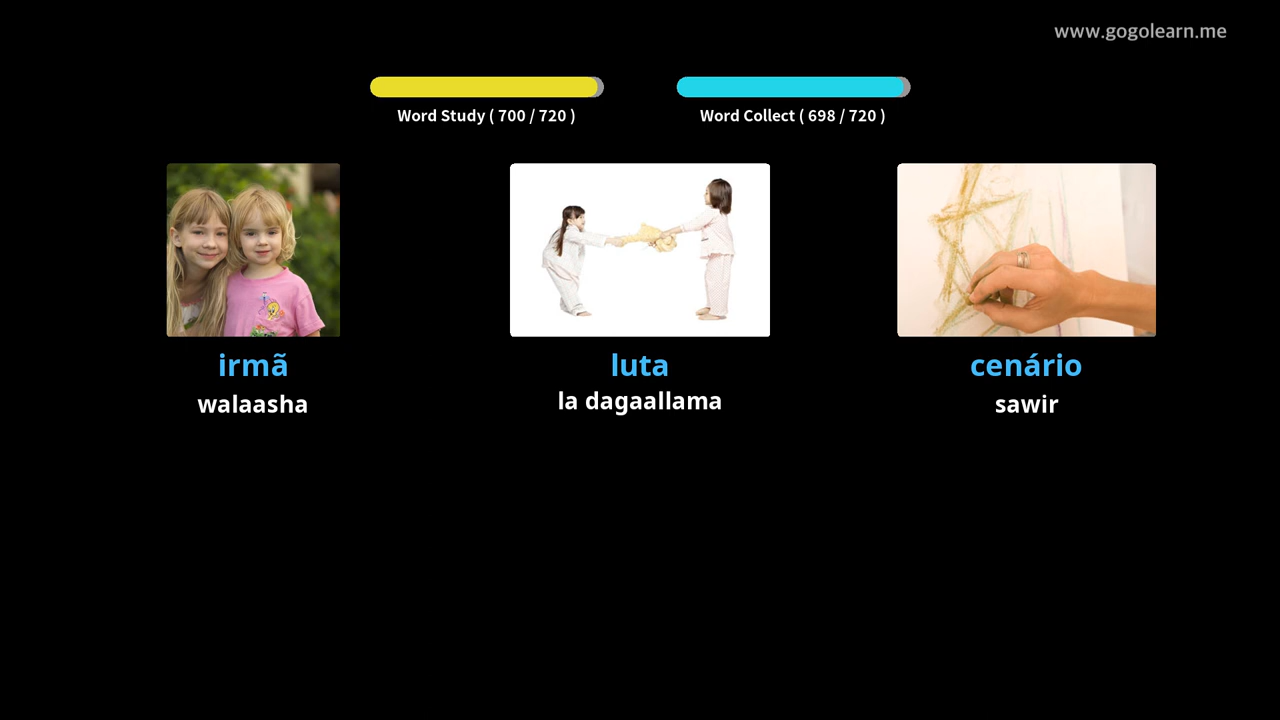 www.gogolearn.me
Word Study ( 700 / 720 )
Word Collect ( 698 / 720 )
irmã
walaasha
luta
la dagaallama
cenário
sawir